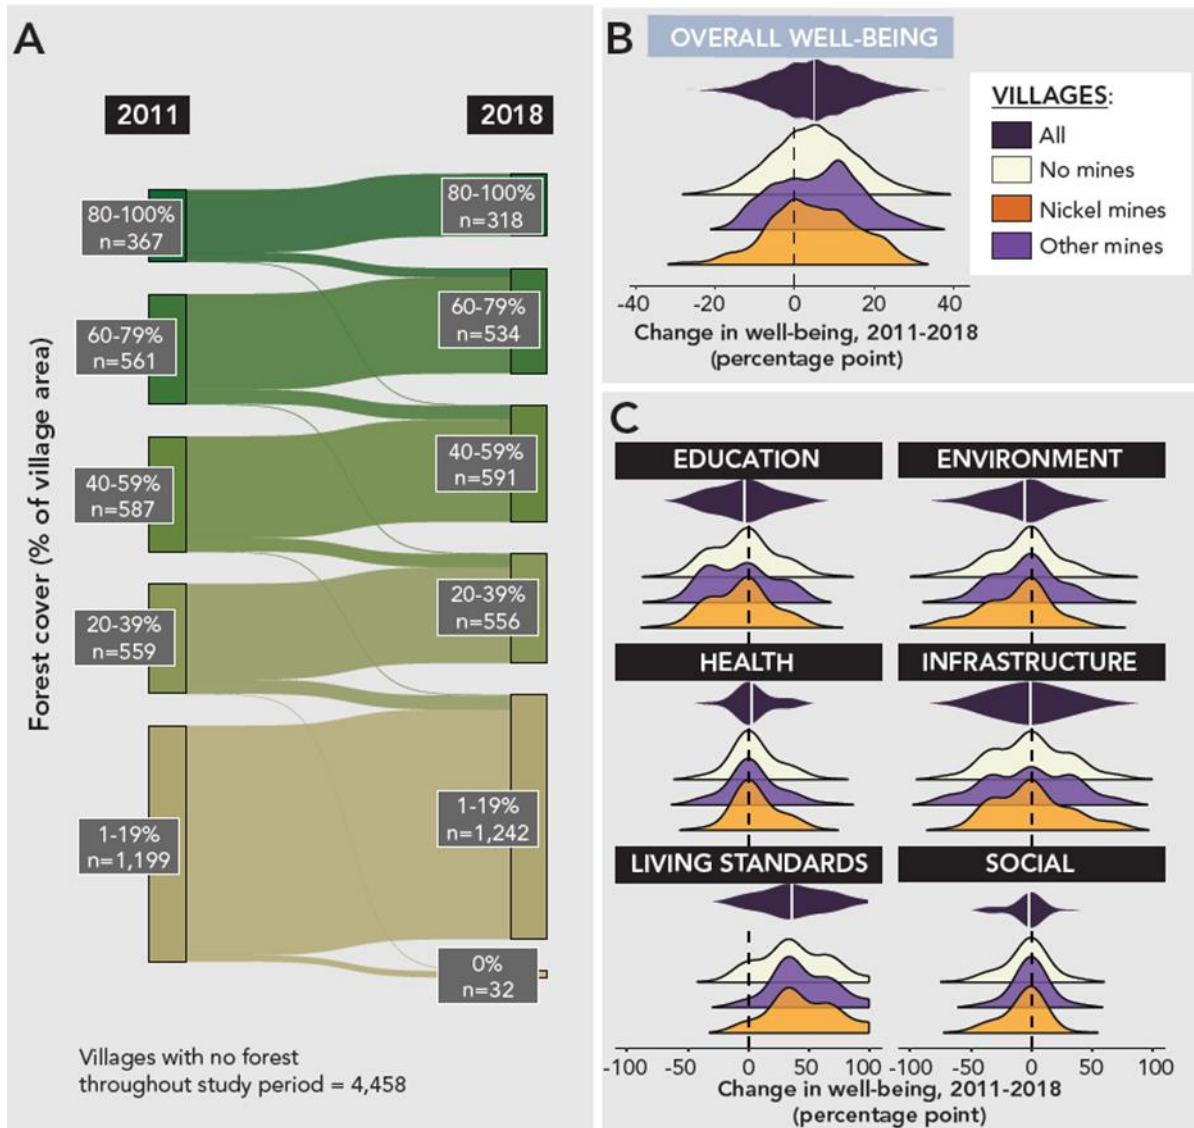 A
2011
2018
80-100%
n=367
80-100%
n=318
60-79%
n=561
60-79%
n=534
40-59%
n=587
40-59%
n=591
20-39%
n=559
20-39%
n=556
1-19%
n=1,199
1-19%
n=1,242
0%
n=32
Forest cover (% of village area)
Villages with no forest
throughout study period = 4,458
B
OVERALL WELL-BEING
VILLAGES:
All
No mines
Nickel mines
Other mines
-40 -20 0 20 40
Change in well-being, 2011-2018
(percentage point)
C
EDUCATION
ENVIRONMENT
HEALTH
INFRASTRUCTURE
LIVING STANDARDS
SOCIAL
-100 -50 0 50 100 -100 -50 0 50 100
Change in well-being, 2011-2018
(percentage point)